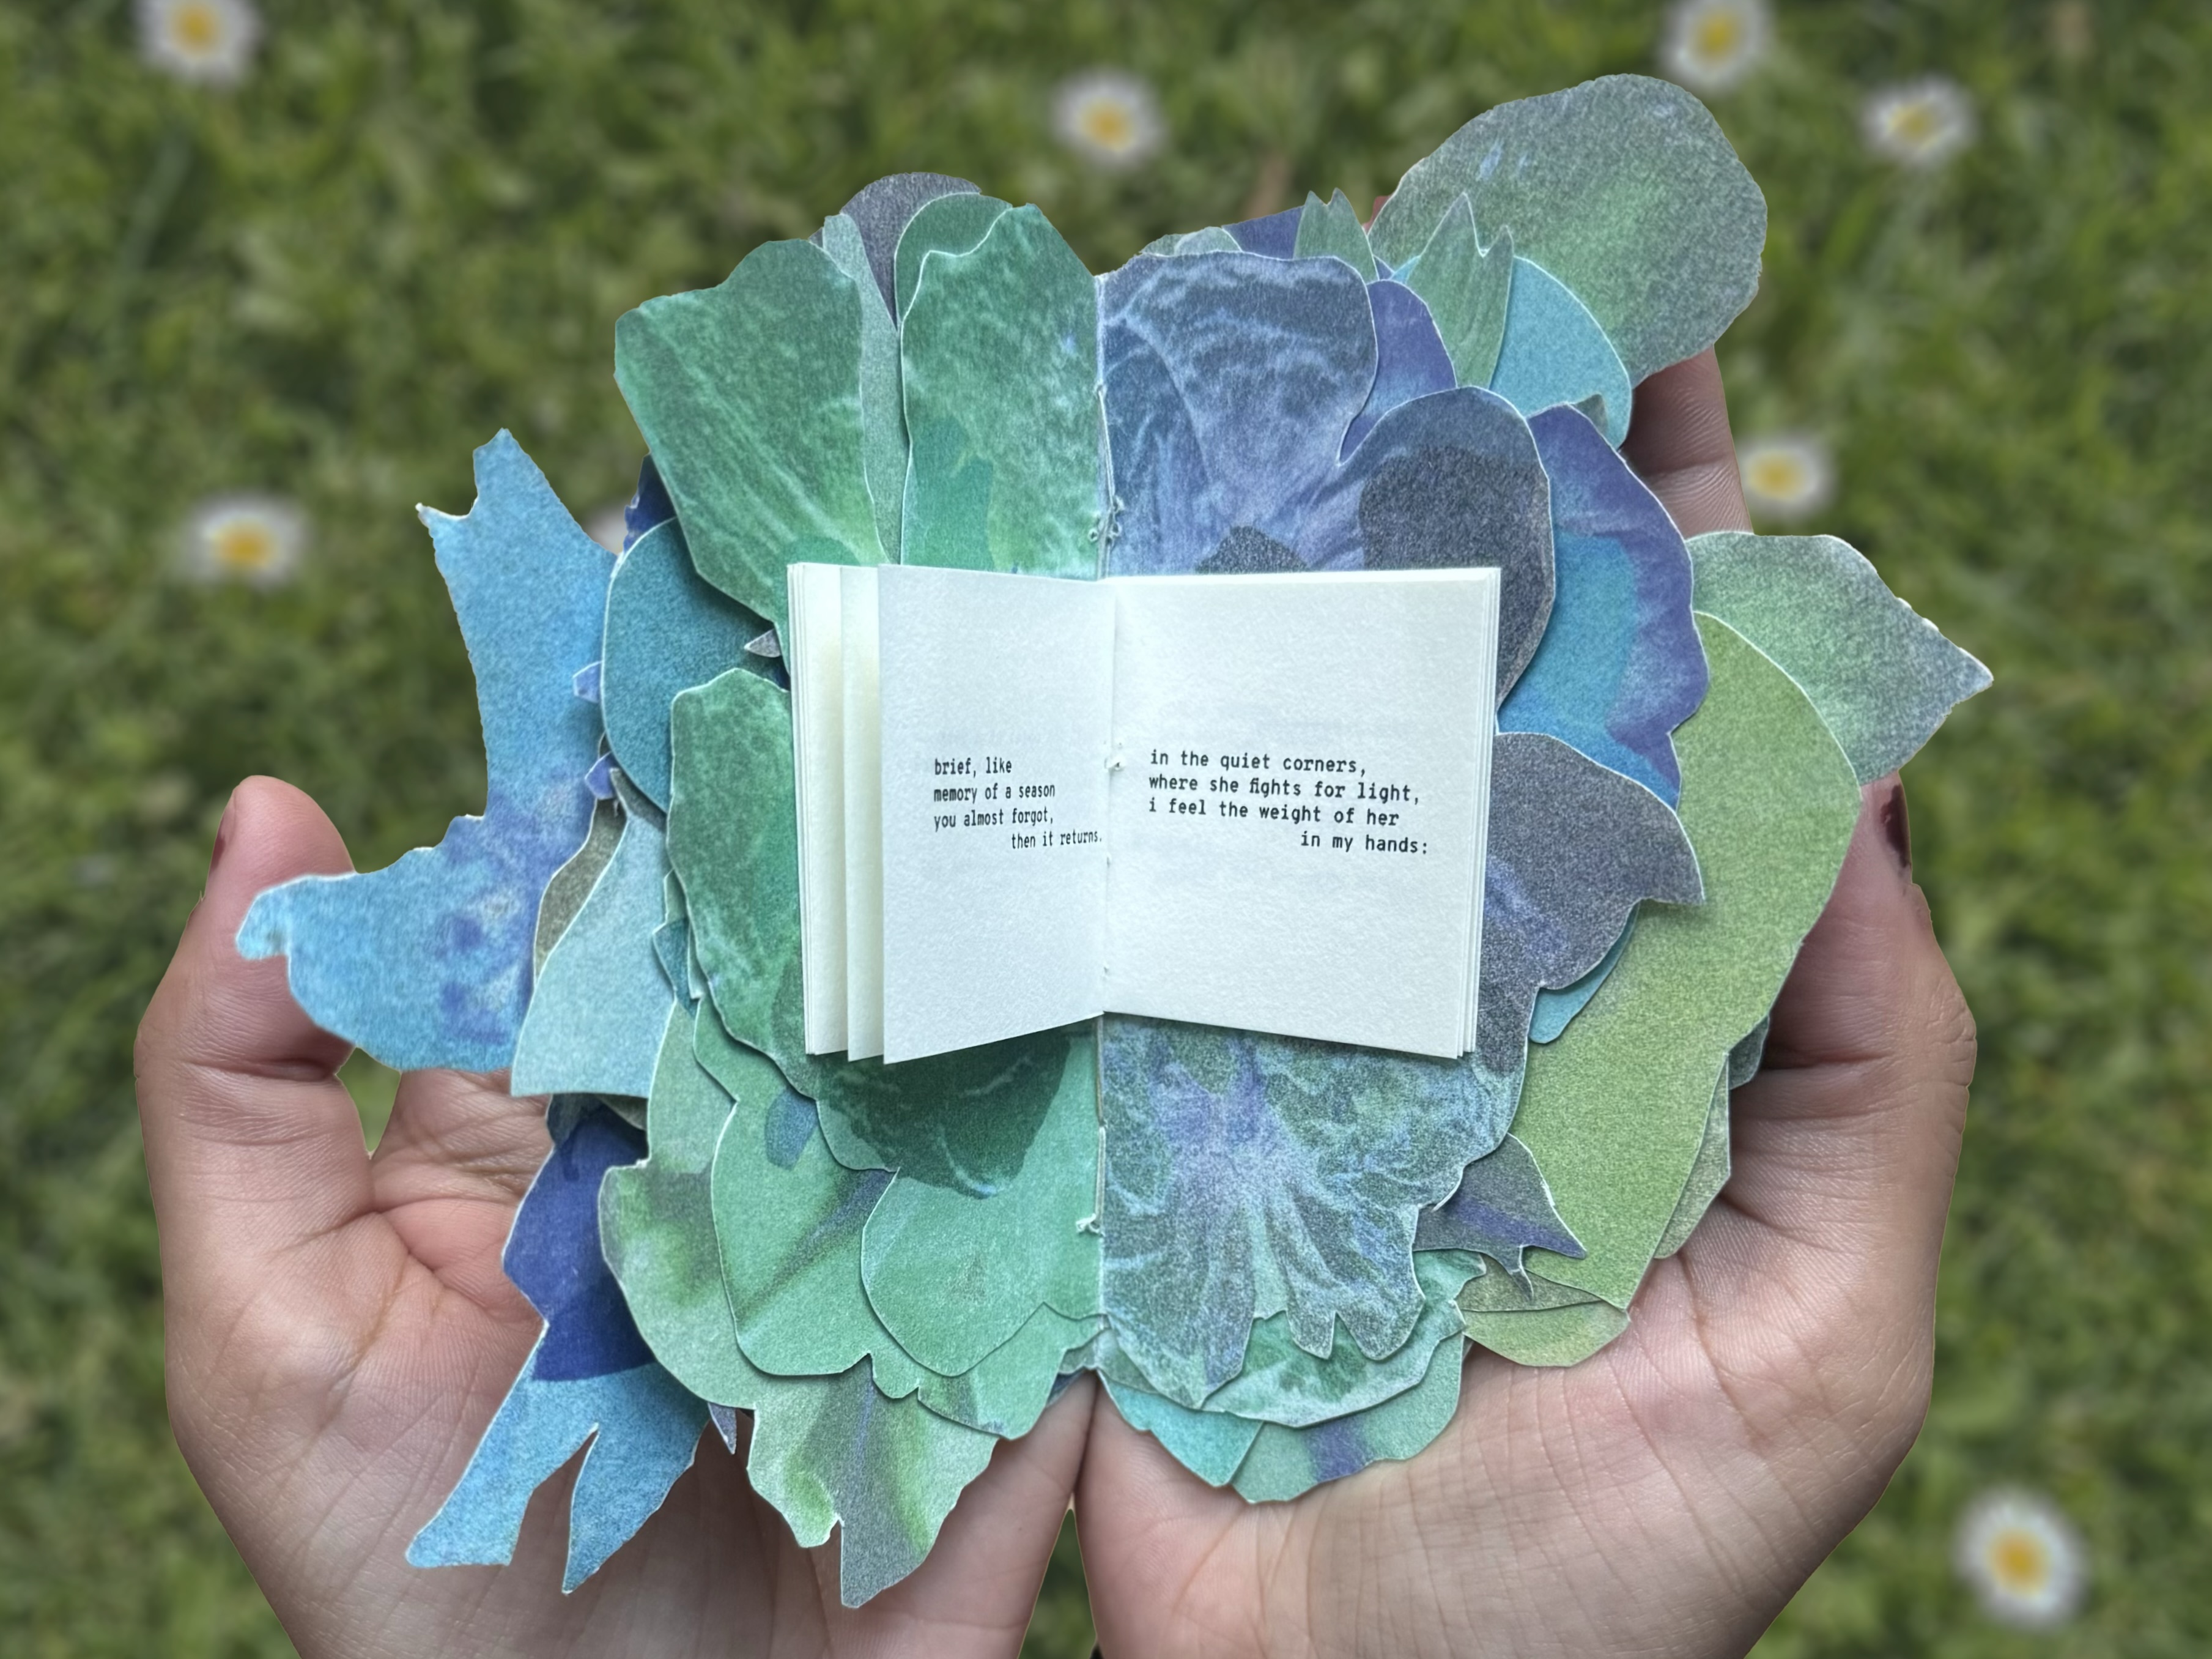 brief, like
memory of a season
you almost forgot,
then it returns.
in the quiet corners,
where she fights for light,
i feel the weight of her
in my hands: